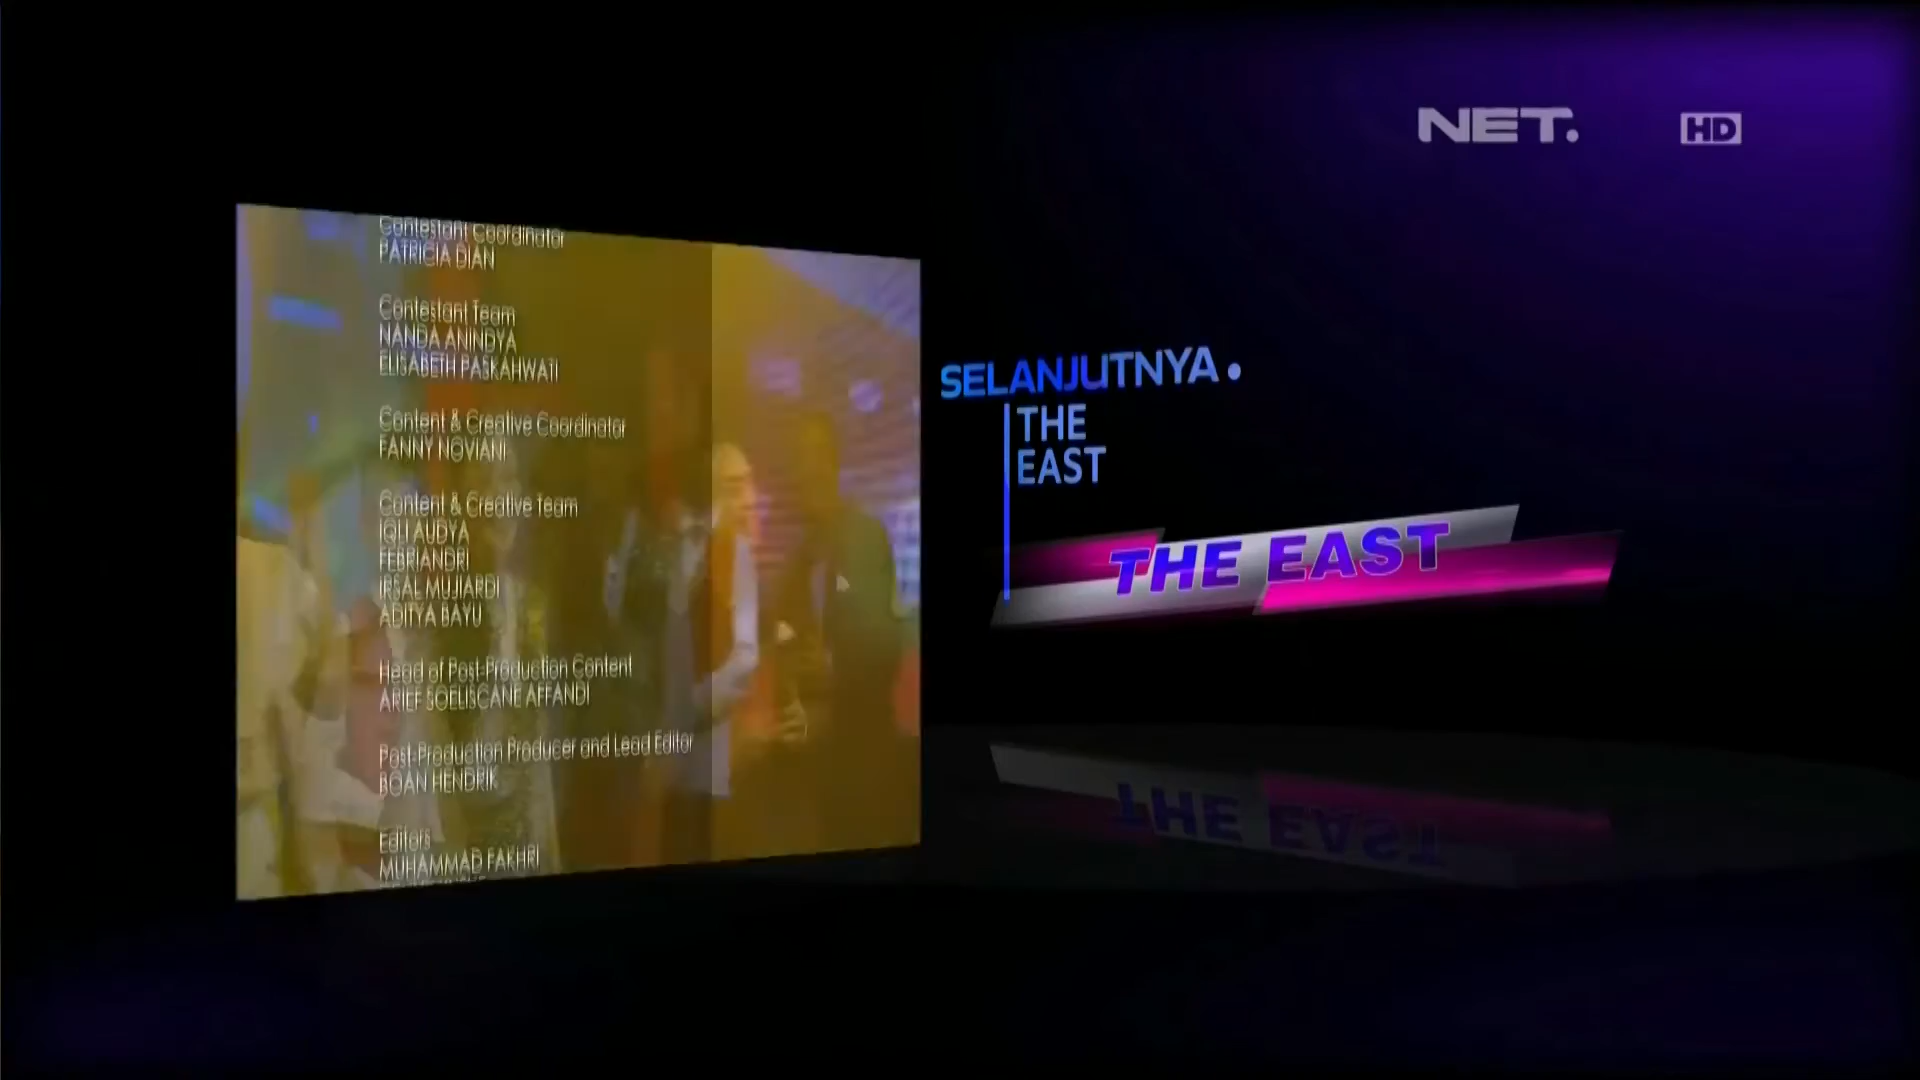 NET.
HD
Contestant Coordinator
PATRICIA DIAN
Contestant Team
NANDA ANINDYA
ELISABETH PASKAHWATI
Content & Creative Coordinator
FANNY NOVIANI
Content & Creative Team
IQLI AUDYA
FEBRIANDRI
IRSAL MUJIARDI
ADITYA BAYU
Head of Post-Production Content
ARIEF SOELISCANE AFFANDI
Post-Production Producer and Lead Editor
BOAN HENDRIK
Editors
MUHAMMAD FAKHRI
SELANJUTNYA.
THE
EAST
THE EAST